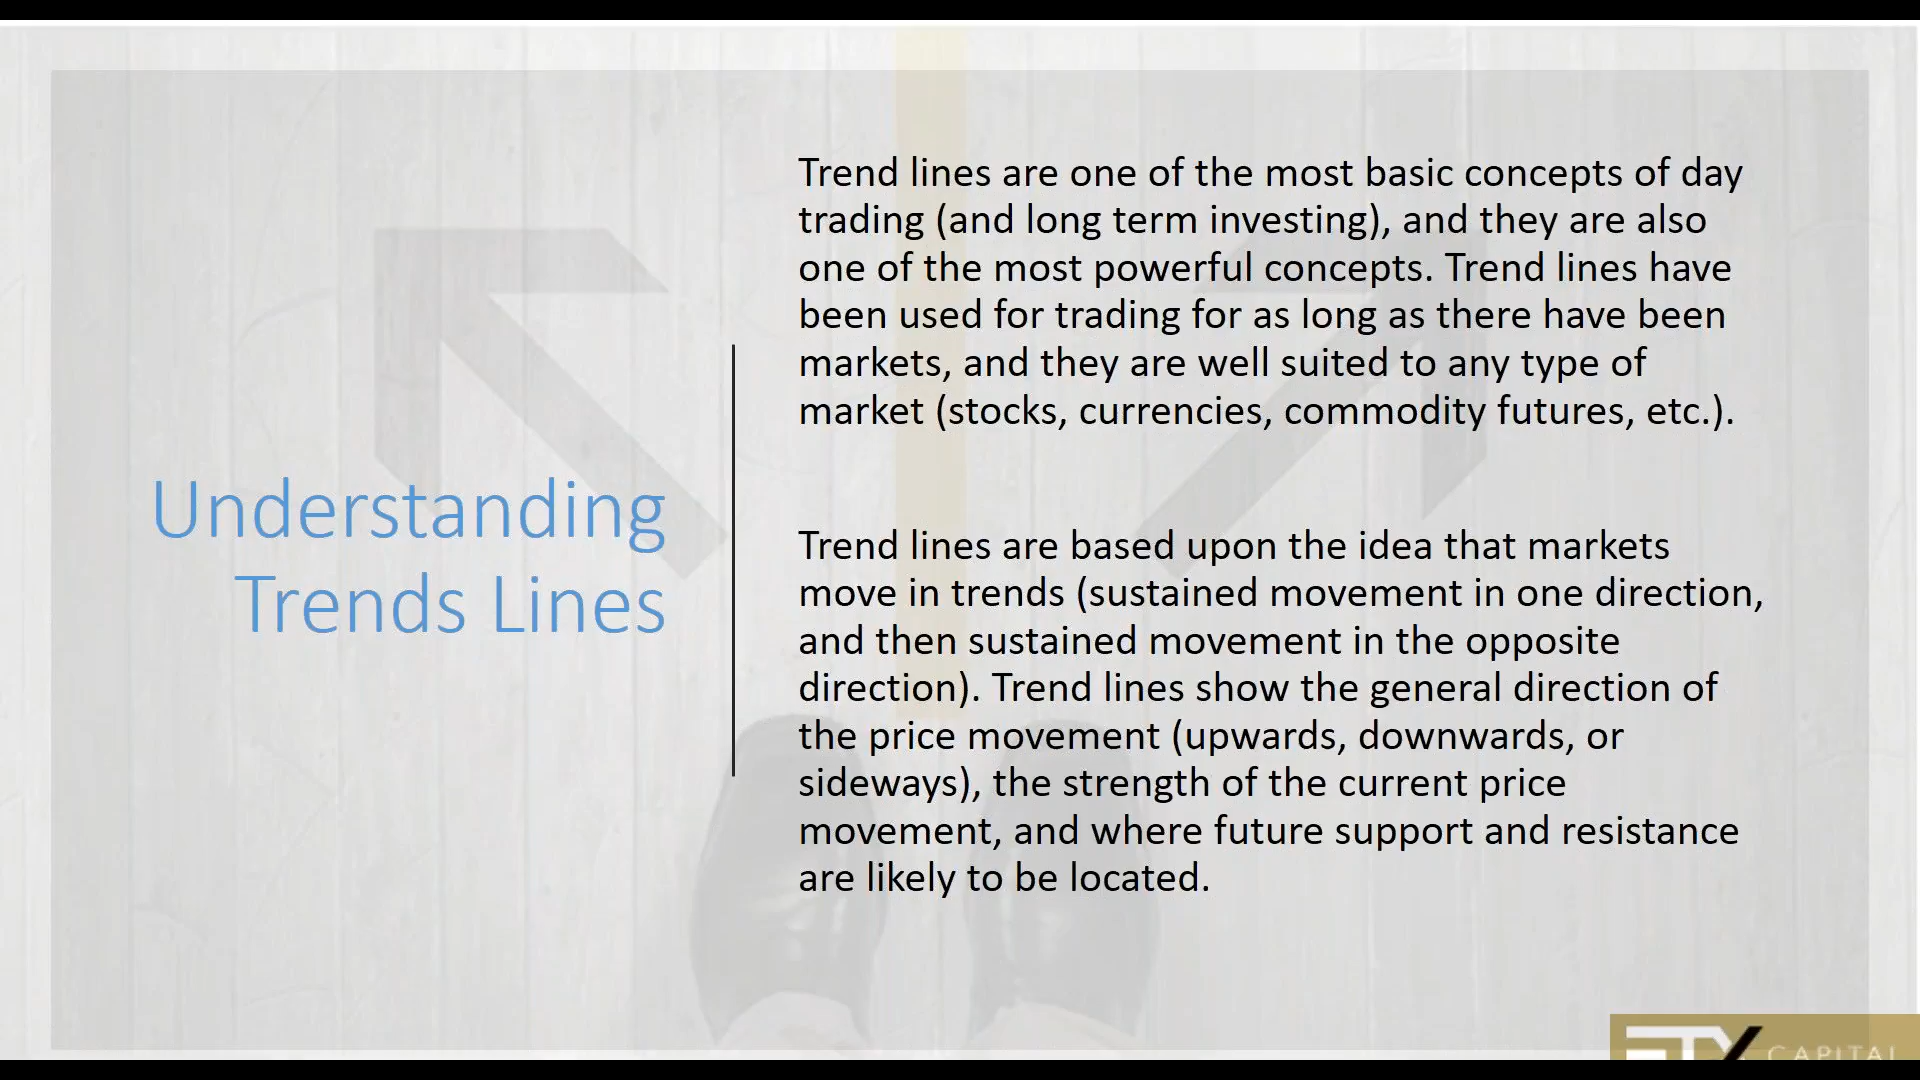 Understanding
Trends Lines
Trend lines are one of the most basic concepts of day
trading (and long term investing), and they are also
one of the most powerful concepts. Trend lines have
been used for trading for as long as there have been
markets, and they are well suited to any type of
market (stocks, currencies, commodity futures, etc.).
Trend lines are based upon the idea that markets
move in trends (sustained movement in one direction,
and then sustained movement in the opposite
direction). Trend lines show the general direction of
the price movement (upwards, downwards, or
sideways), the strength of the current price
movement, and where future support and resistance
are likely to be located.
ETX CAPITAL